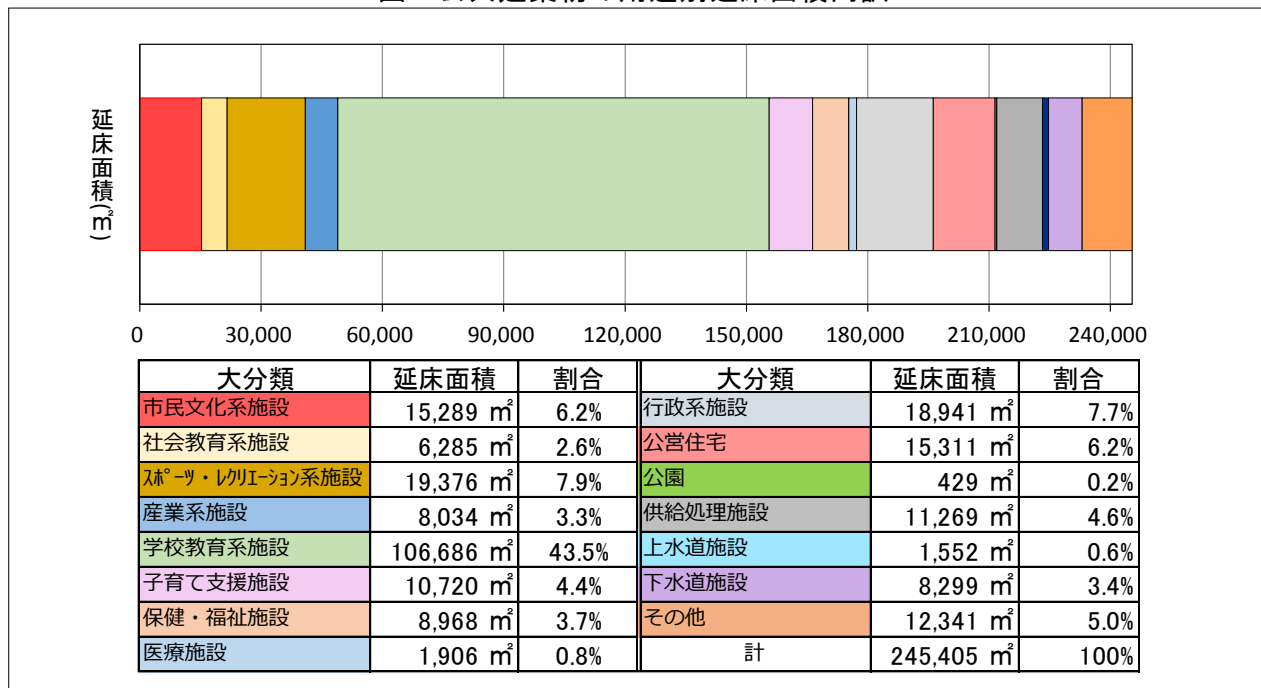 延床面積(㎡)
0 30,000 60,000 90,000 120,000 150,000 180,000 210,000 240,000
大分類 延床面積 割合 大分類 延床面積 割合
市民文化系施設 15,289 ㎡ 6.2% 行政系施設 18,941 ㎡ 7.7%
社会教育系施設 6,285 ㎡ 2.6% 公営住宅 15,311 ㎡ 6.2%
ｽﾎﾟｰﾂ・ﾚｸﾘｴｰｼｮﾝ系施設 19,376 ㎡ 7.9% 公園 429 ㎡ 0.2%
産業系施設 8,034 ㎡ 3.3% 供給処理施設 11,269 ㎡ 4.6%
学校教育系施設 106,686 ㎡ 43.5% 上水道施設 1,552 ㎡ 0.6%
子育て支援施設 10,720 ㎡ 4.4% 下水道施設 8,299 ㎡ 3.4%
保健・福祉施設 8,968 ㎡ 3.7% その他 12,341 ㎡ 5.0%
医療施設 1,906 ㎡ 0.8% 計 245,405 ㎡ 100%